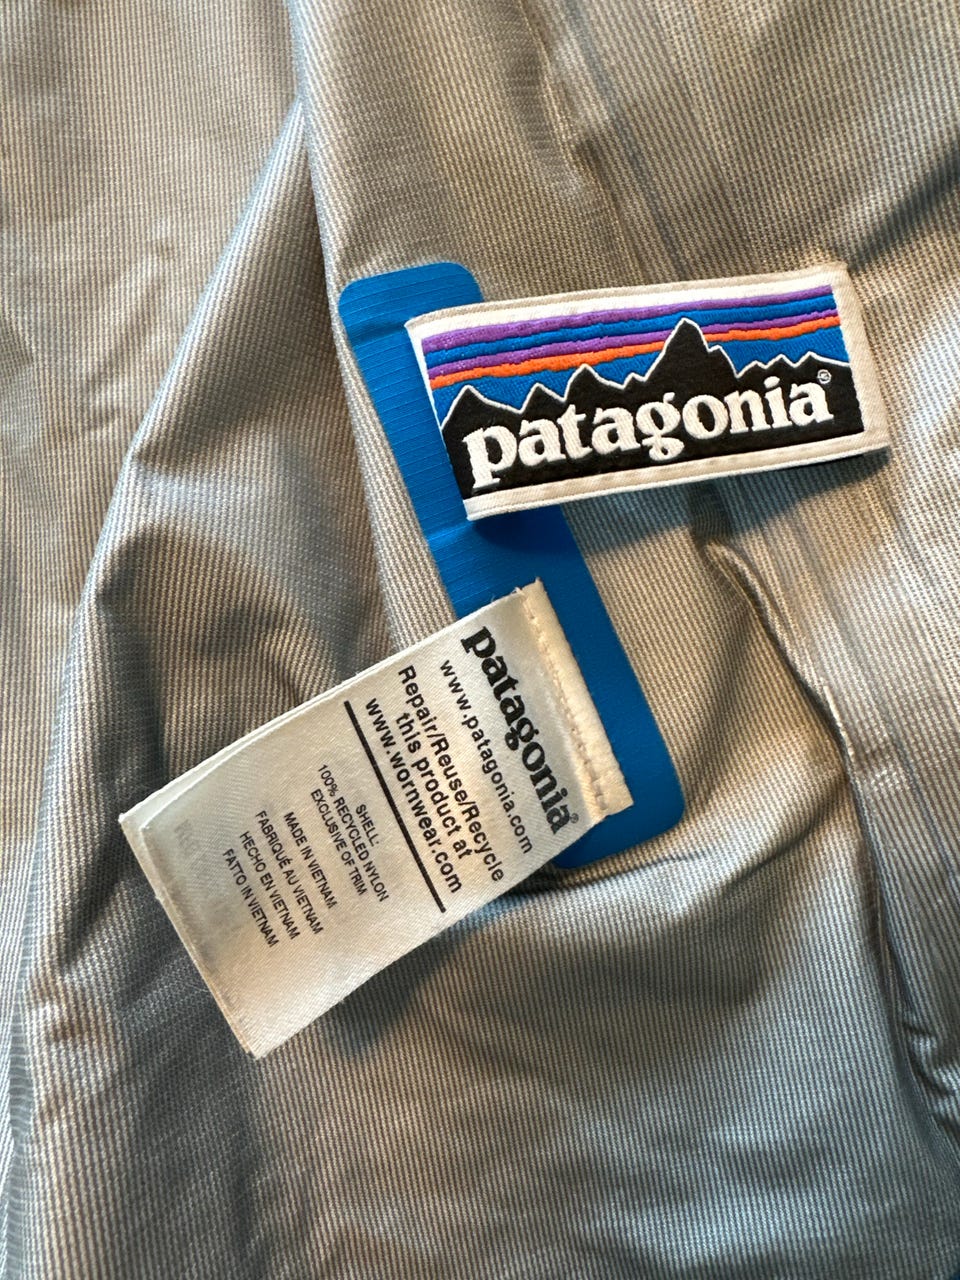 patagonia®
patagonia®
www.patagonia.com
Repair/Reuse/Recycle
this product at
www.wornwear.com
SHELL:
100% RECYCLED NYLON
EXCLUSIVE OF TRIM
MADE IN VIETNAM
FABRIQUÉ AU VIETNAM
HECHO EN VIETNAM
FATTO IN VIETNAM